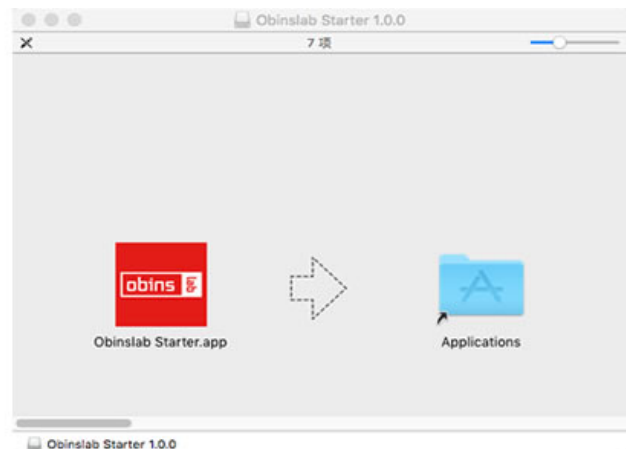 Obinslab Starter 1.0.0
7 项
obins lab
Obinslab Starter.app
Applications
Obinslab Starter 1.0.0